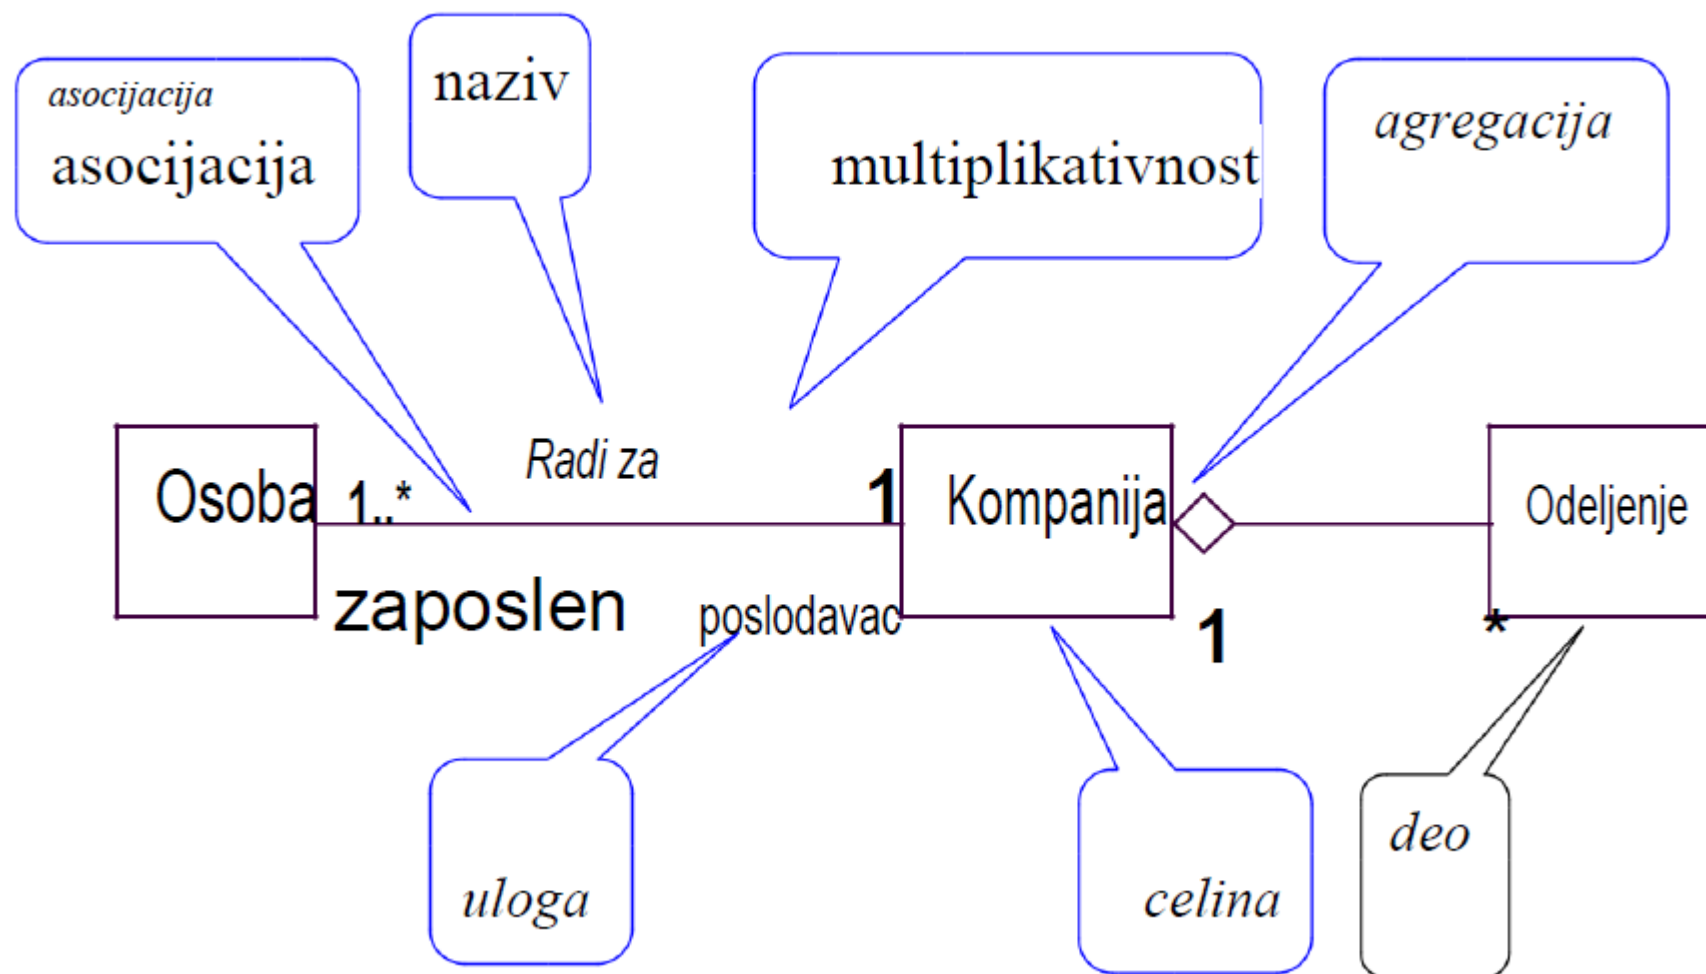 asocijacija
asocijacija
naziv
multiplikativnost
agregacija
Osoba
1..*
Radi za
1
Kompanija
Odeljenje
zaposlen
poslodavac
1
*
uloga
celina
deo